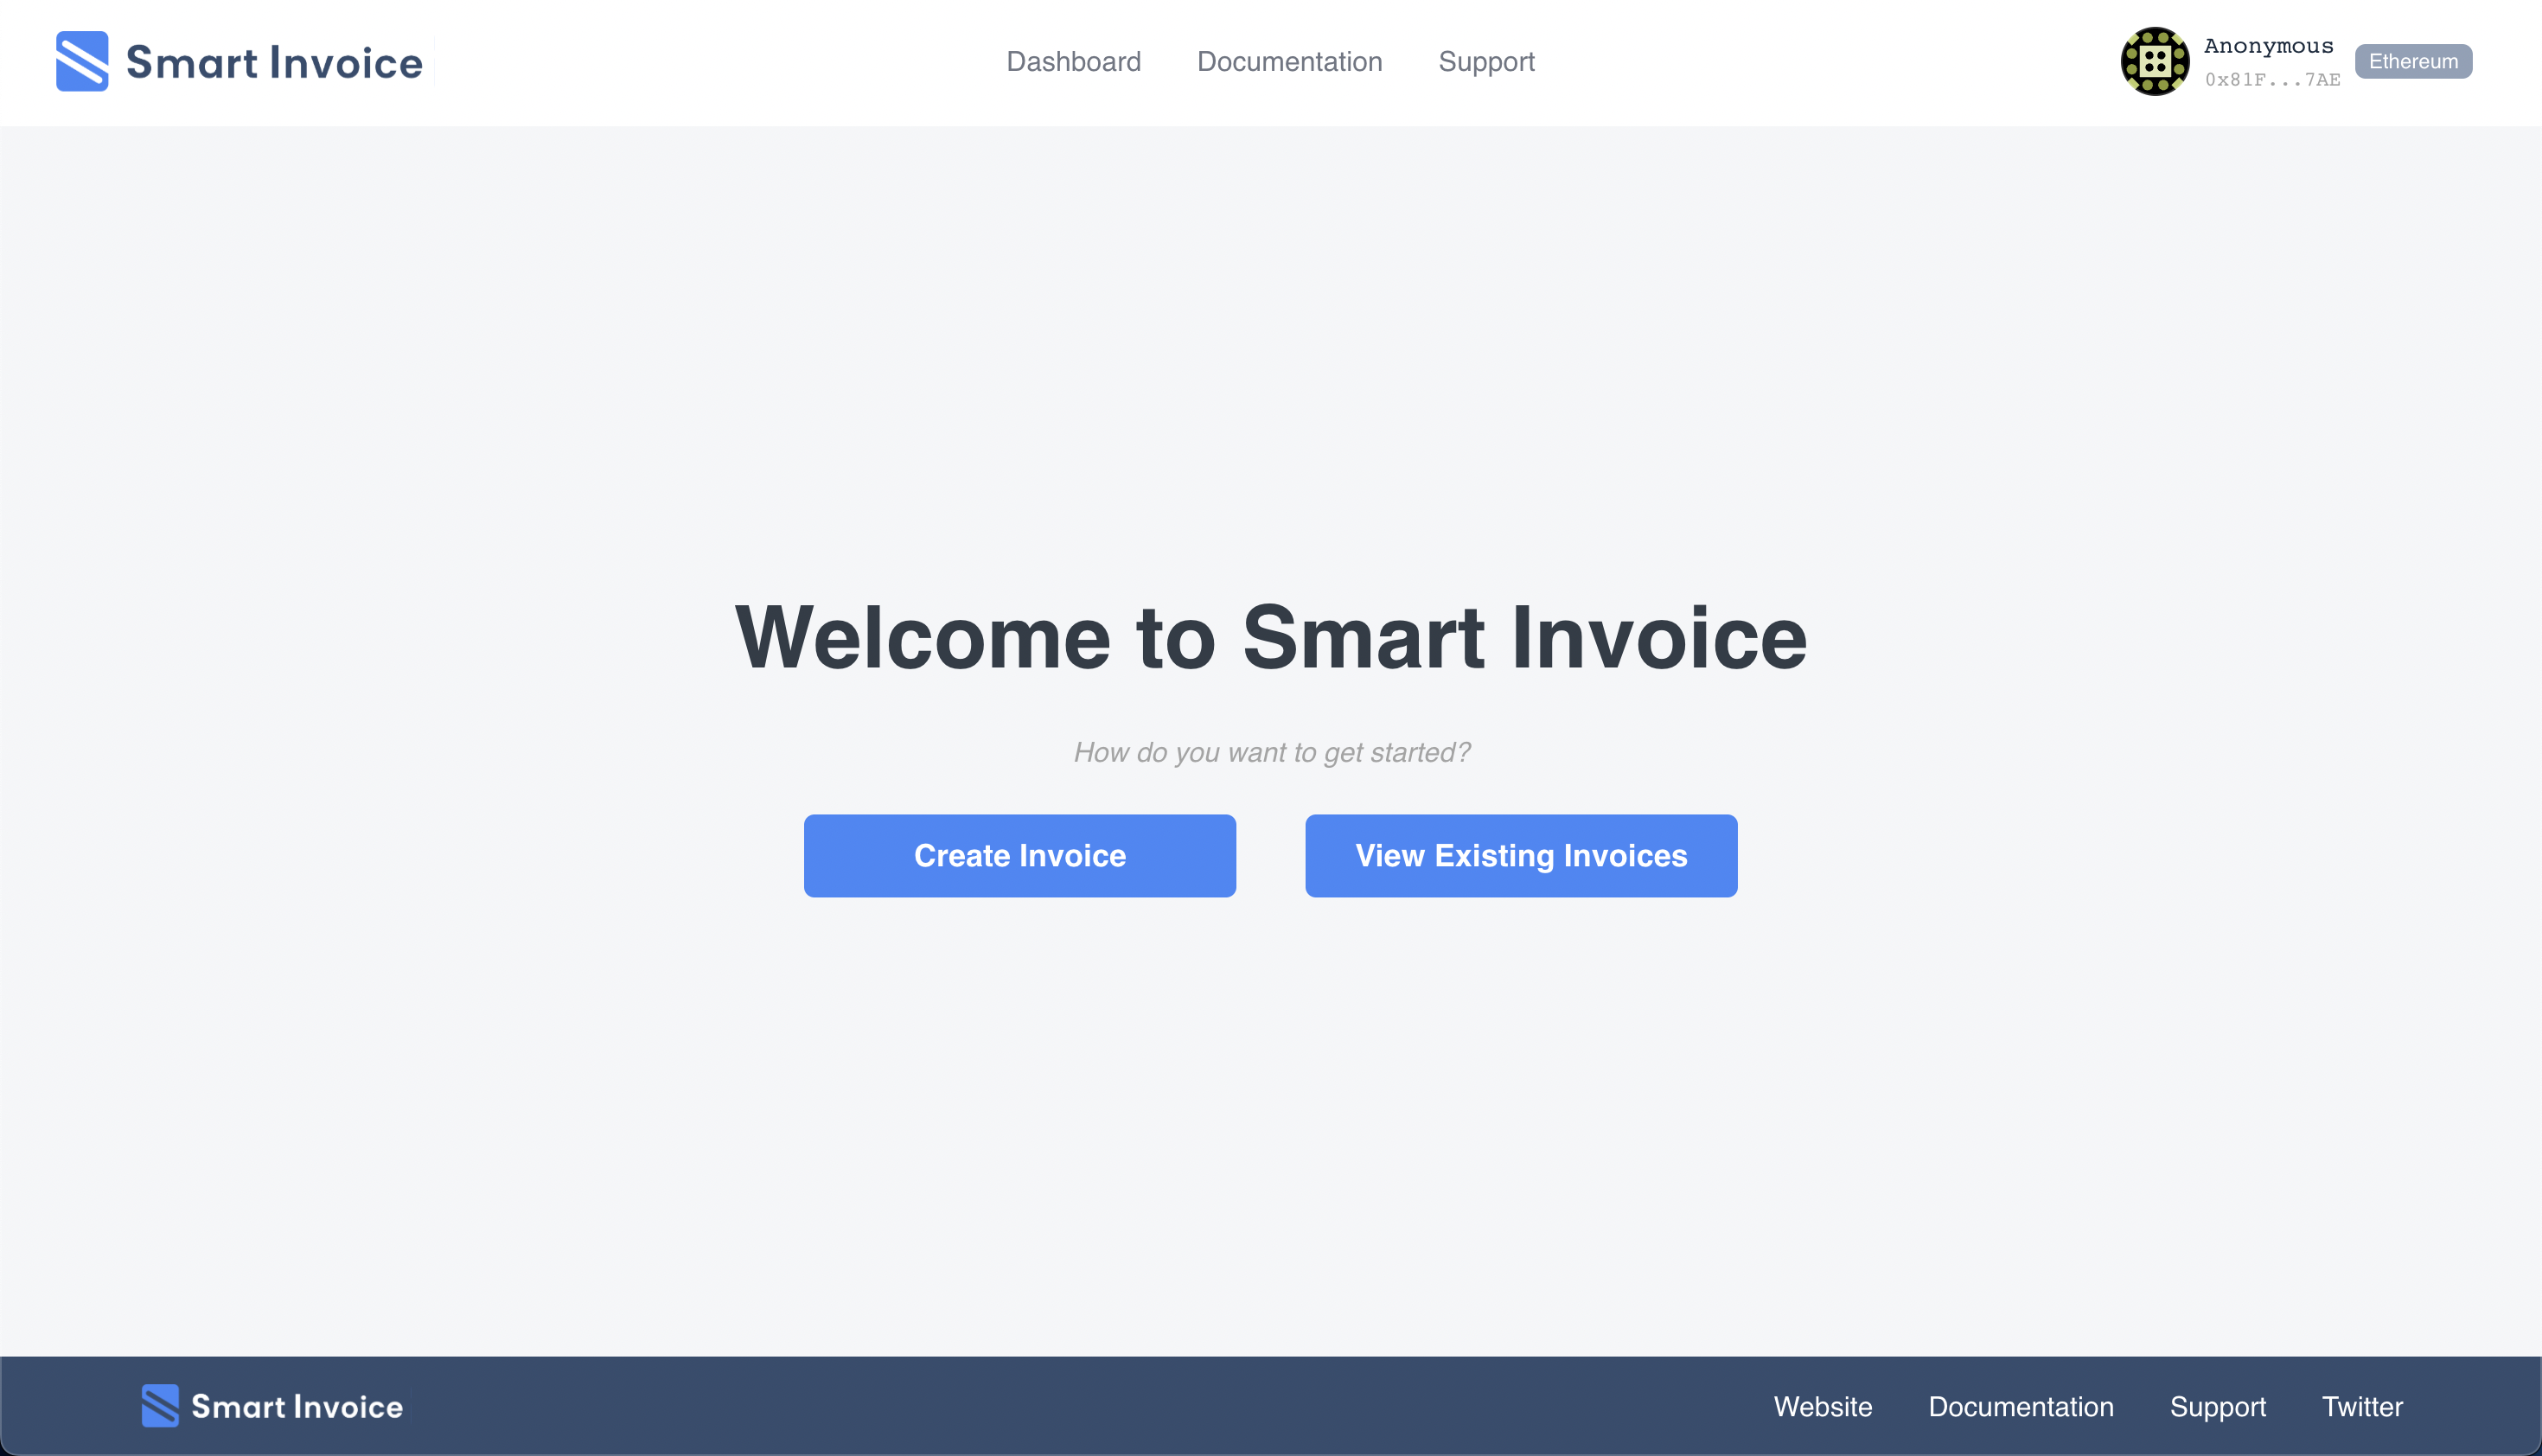 Smart Invoice
Dashboard Documentation Support
Anonymous
0x81F...7AE
Ethereum
Welcome to Smart Invoice
How do you want to get started?
Create Invoice
View Existing Invoices
Smart Invoice
Website Documentation Support Twitter